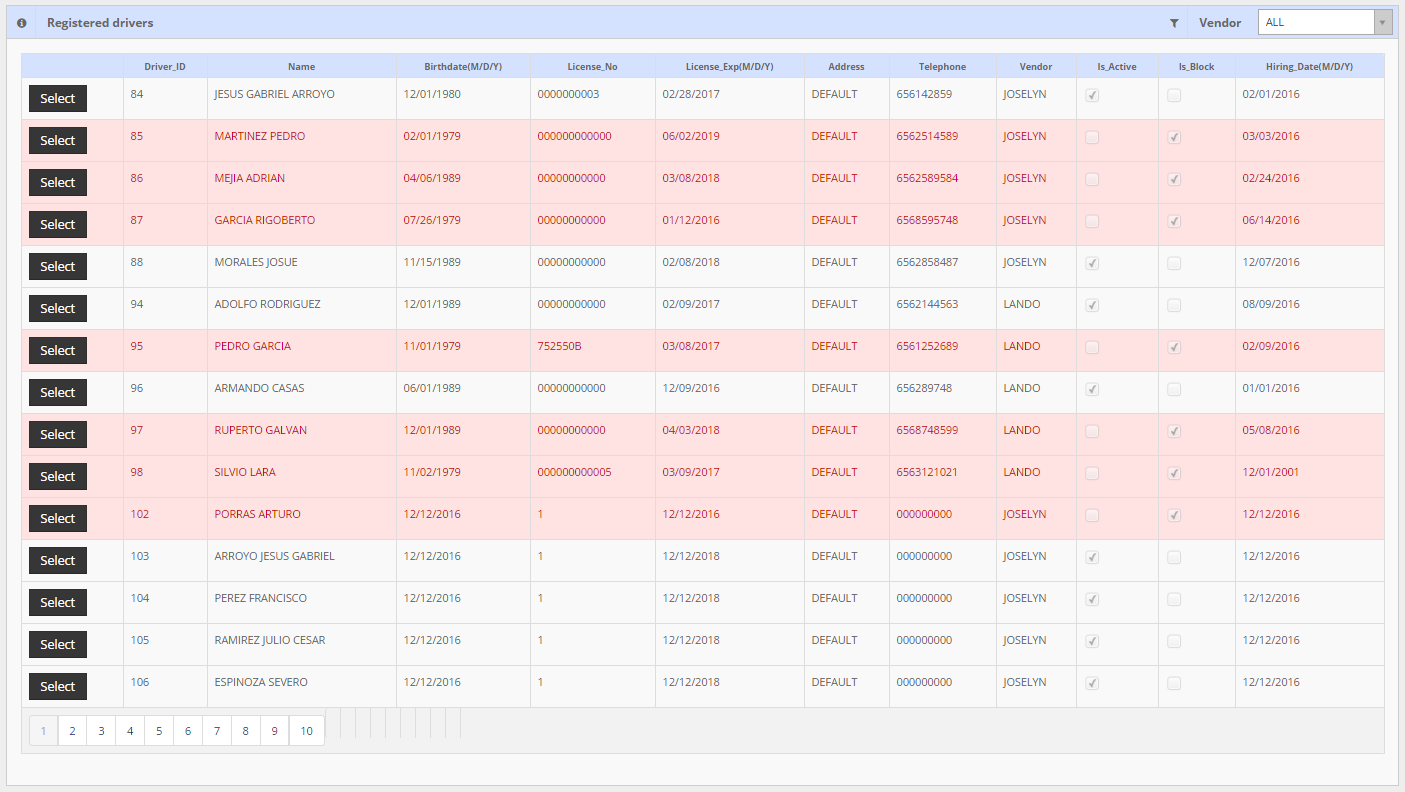 Registered drivers Vendor ALL
Driver_ID Name Birthdate(M/D/Y) License_No License_Exp(M/D/Y) Address Telephone Vendor Is_Active Is_Block Hiring_Date(M/D/Y)
Select 84 JESUS GABRIEL ARROYO 12/01/1980 0000000003 02/28/2017 DEFAULT 656142859 JOSELYN 02/01/2016
Select 85 MARTINEZ PEDRO 02/01/1979 000000000000 06/02/2019 DEFAULT 6562514589 JOSELYN 03/03/2016
Select 86 MEJIA ADRIAN 04/06/1989 00000000000 03/08/2018 DEFAULT 6562589584 JOSELYN 02/24/2016
Select 87 GARCIA RIGOBERTO 07/26/1979 00000000000 01/12/2016 DEFAULT 6568595748 JOSELYN 06/14/2016
Select 88 MORALES JOSUE 11/15/1989 00000000000 02/08/2018 DEFAULT 6562858487 JOSELYN 12/07/2016
Select 94 ADOLFO RODRIGUEZ 12/01/1989 00000000000 02/09/2017 DEFAULT 6562144563 LANDO 08/09/2016
Select 95 PEDRO GARCIA 11/01/1979 752550B 03/08/2017 DEFAULT 6561252689 LANDO 02/09/2016
Select 96 ARMANDO CASAS 06/01/1989 00000000000 12/09/2016 DEFAULT 656289748 LANDO 01/01/2016
Select 97 RUPERTO GALVAN 12/01/1989 00000000000 04/03/2018 DEFAULT 6568748599 LANDO 05/08/2016
Select 98 SILVIO LARA 11/02/1979 000000000005 03/09/2017 DEFAULT 6563121021 LANDO 12/01/2001
Select 102 PORRAS ARTURO 12/12/2016 1 12/12/2016 DEFAULT 000000000 JOSELYN 12/12/2016
Select 103 ARROYO JESUS GABRIEL 12/12/2016 1 12/12/2018 DEFAULT 000000000 JOSELYN 12/12/2016
Select 104 PEREZ FRANCISCO 12/12/2016 1 12/12/2018 DEFAULT 000000000 JOSELYN 12/12/2016
Select 105 RAMIREZ JULIO CESAR 12/12/2016 1 12/12/2018 DEFAULT 000000000 JOSELYN 12/12/2016
Select 106 ESPINOZA SEVERO 12/12/2016 1 12/12/2018 DEFAULT 000000000 JOSELYN 12/12/2016
1 2 3 4 5 6 7 8 9 10